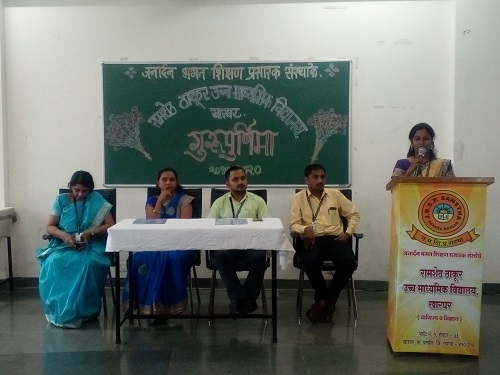 जनार्दन भगत शिक्षण प्रसारक संस्थेचे.
रामशेठ ठाकूर उच्च माध्यमिक विद्यालय,
खारघर.
गुरुपौर्णिमा
J.B.S.P. SANSTHA
ज. भ. शि. प्र. संस्था
जनार्दन भगत शिक्षण प्रसारक संस्थेचे
रामशेठ ठाकूर
उच्च माध्यमिक विद्यालय,
खारघर
(वाणिज्य व विज्ञान)